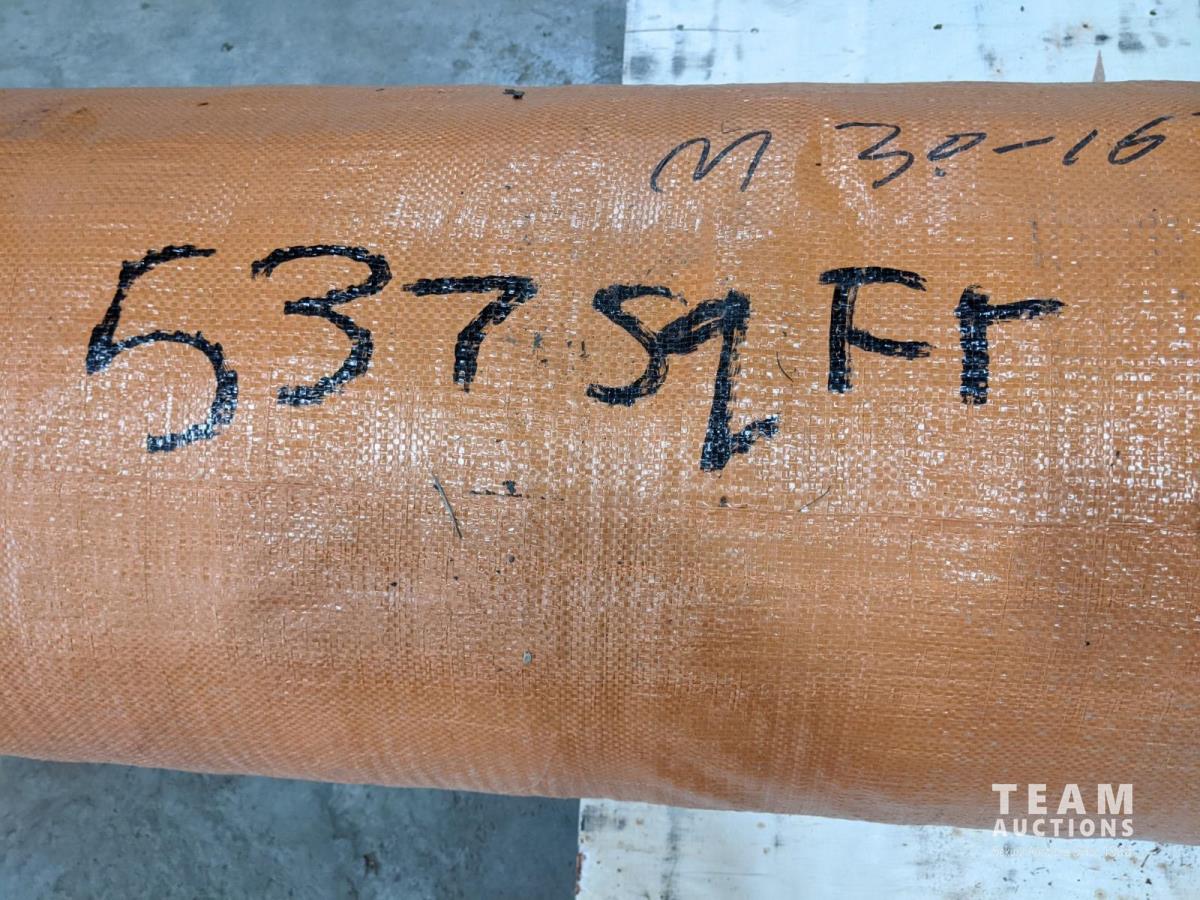 M 30-16
537 sq Ft
TEAM
AUCTIONS